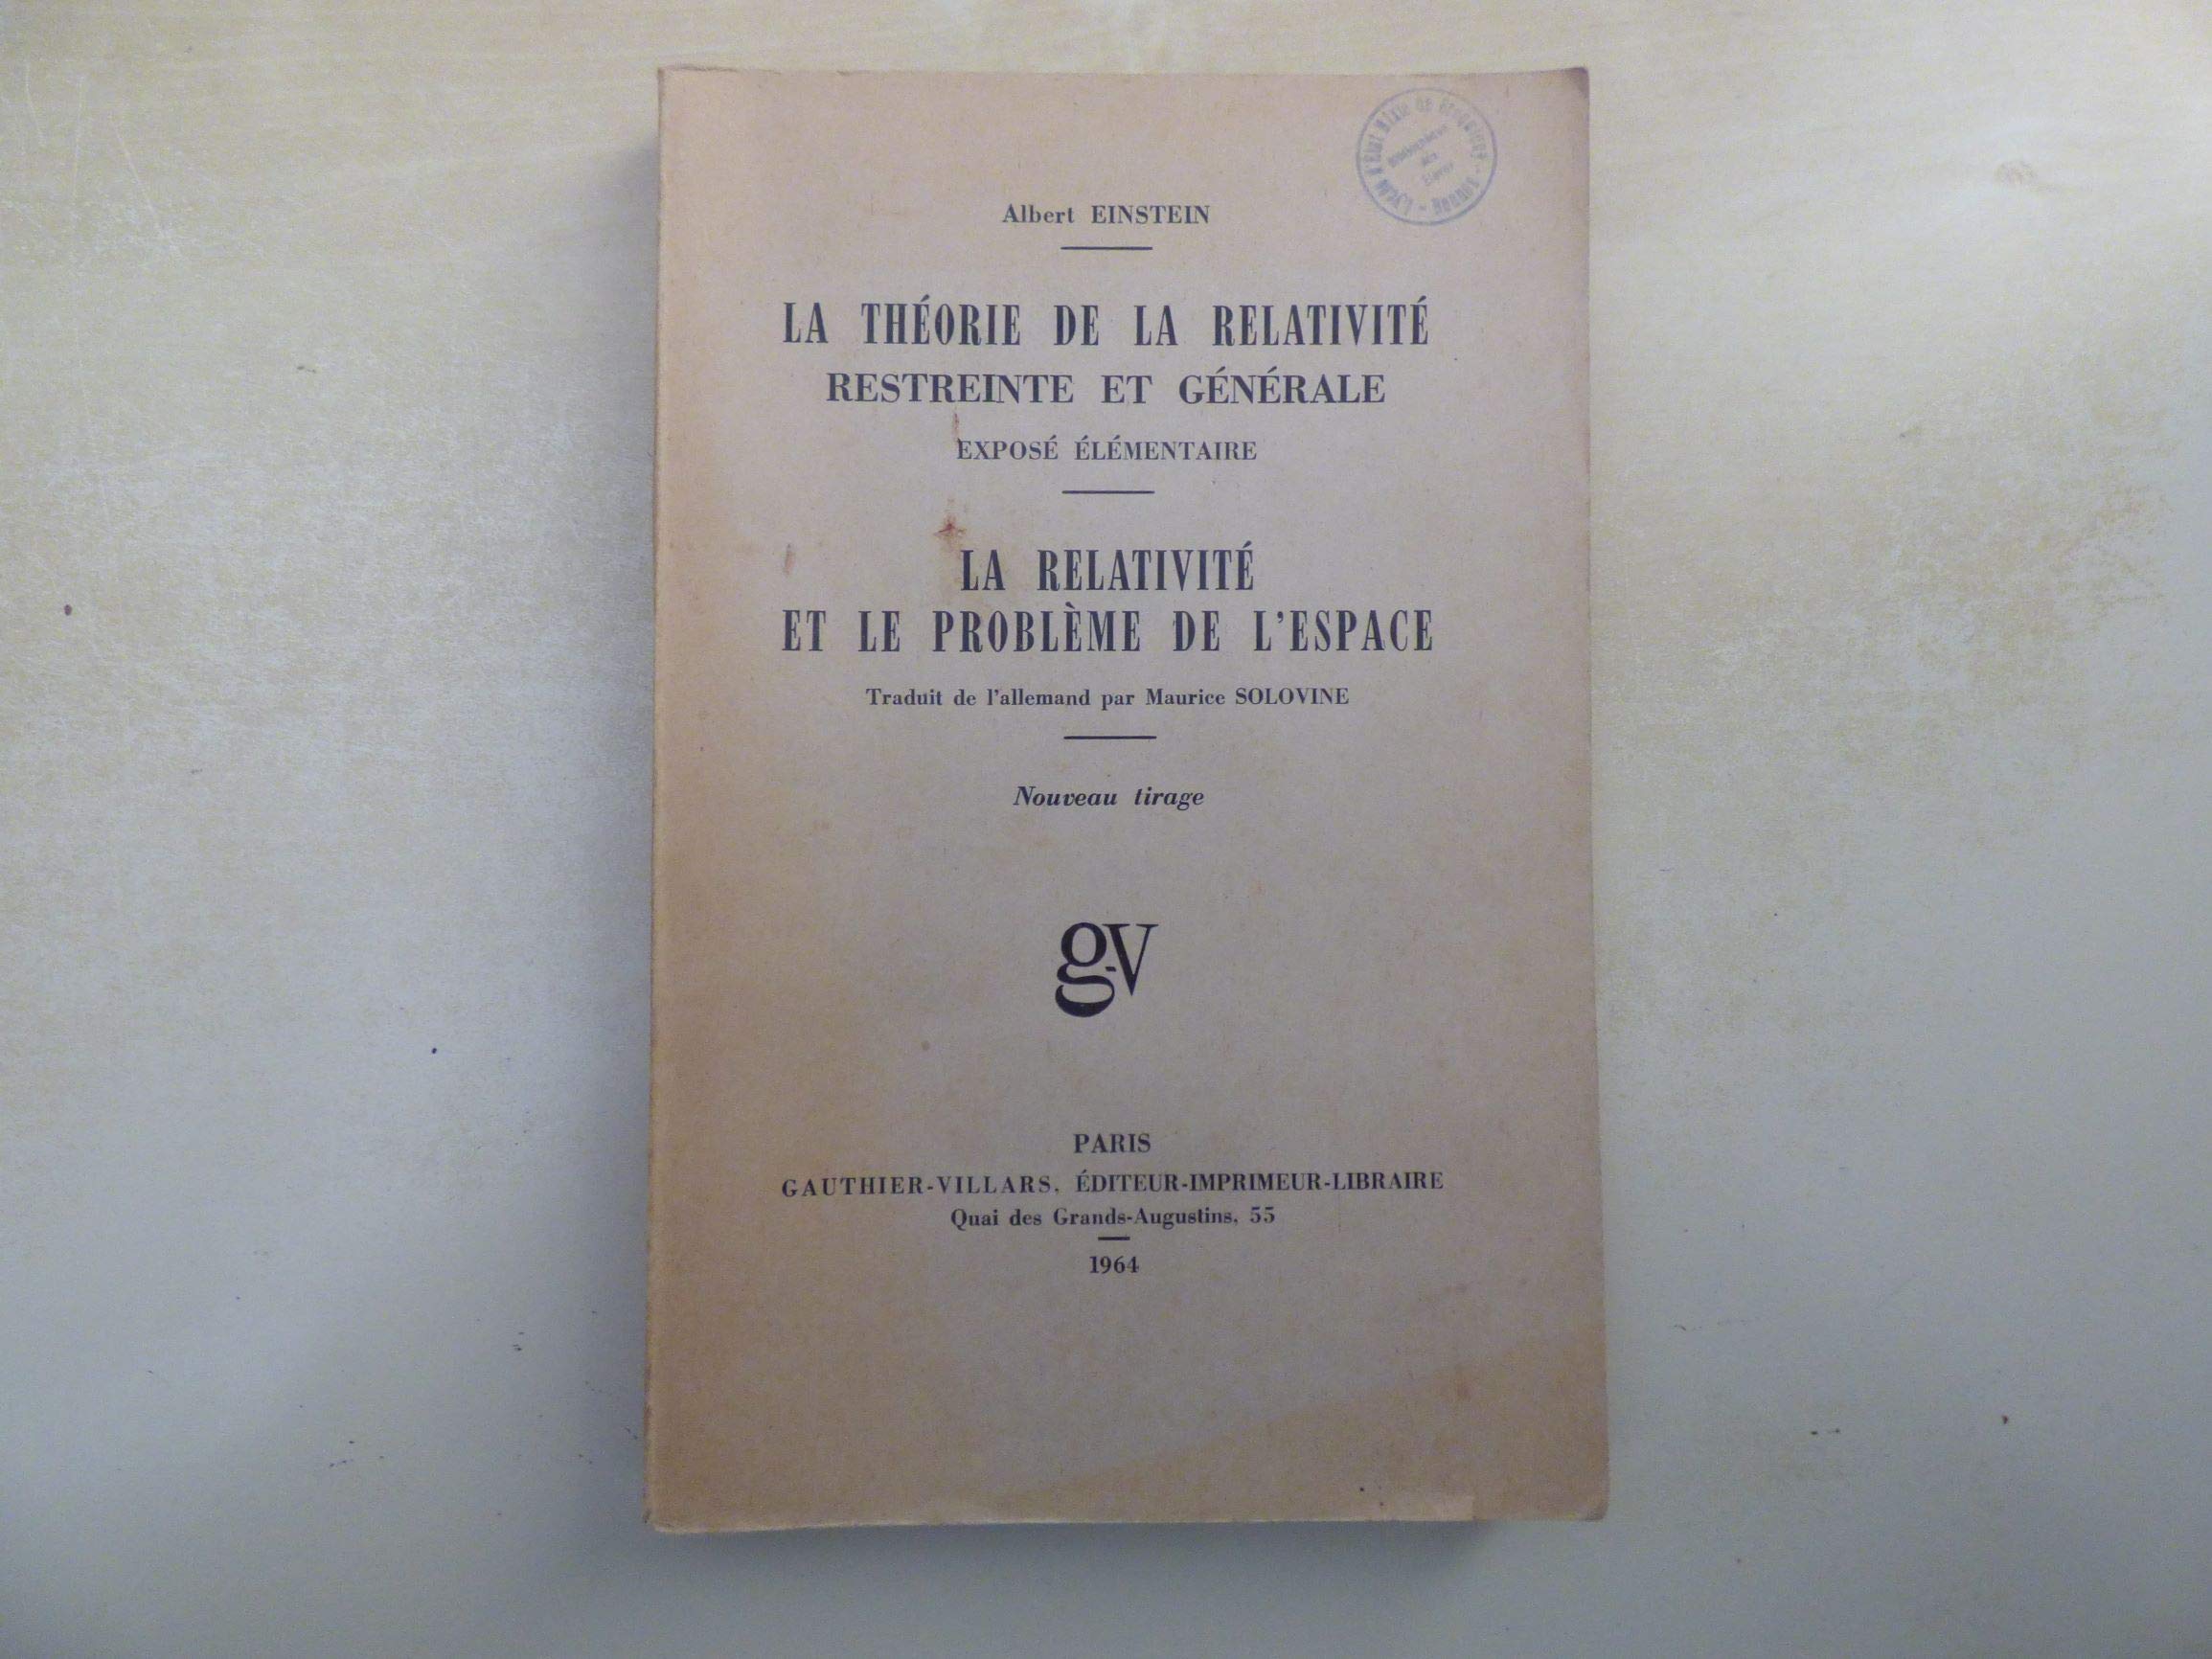 Albert EINSTEIN
LA THÉORIE DE LA RELATIVITÉ
RESTREINTE ET GÉNÉRALE
EXPOSÉ ÉLÉMENTAIRE
LA RELATIVITÉ
ET LE PROBLÈME DE L'ESPACE
Traduit de l'allemand par Maurice SOLOVINE
Nouveau tirage
g-V
PARIS
GAUTHIER-VILLARS, ÉDITEUR-IMPRIMEUR-LIBRAIRE
Quai des Grands-Augustins, 55
1964